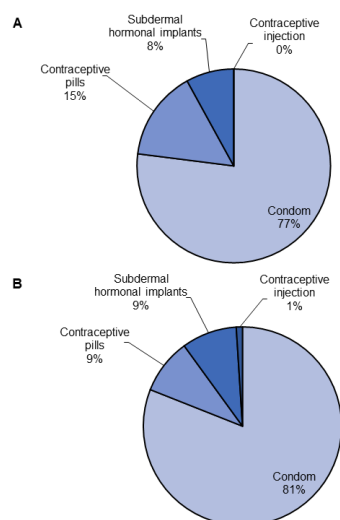 A
Subdermal
hormonal implants
8%
Contraceptive
injection
0%
Contraceptive
pills
15%
Condom
77%
B
Subdermal
hormonal implants
9%
Contraceptive
injection
1%
Contraceptive
pills
9%
Condom
81%